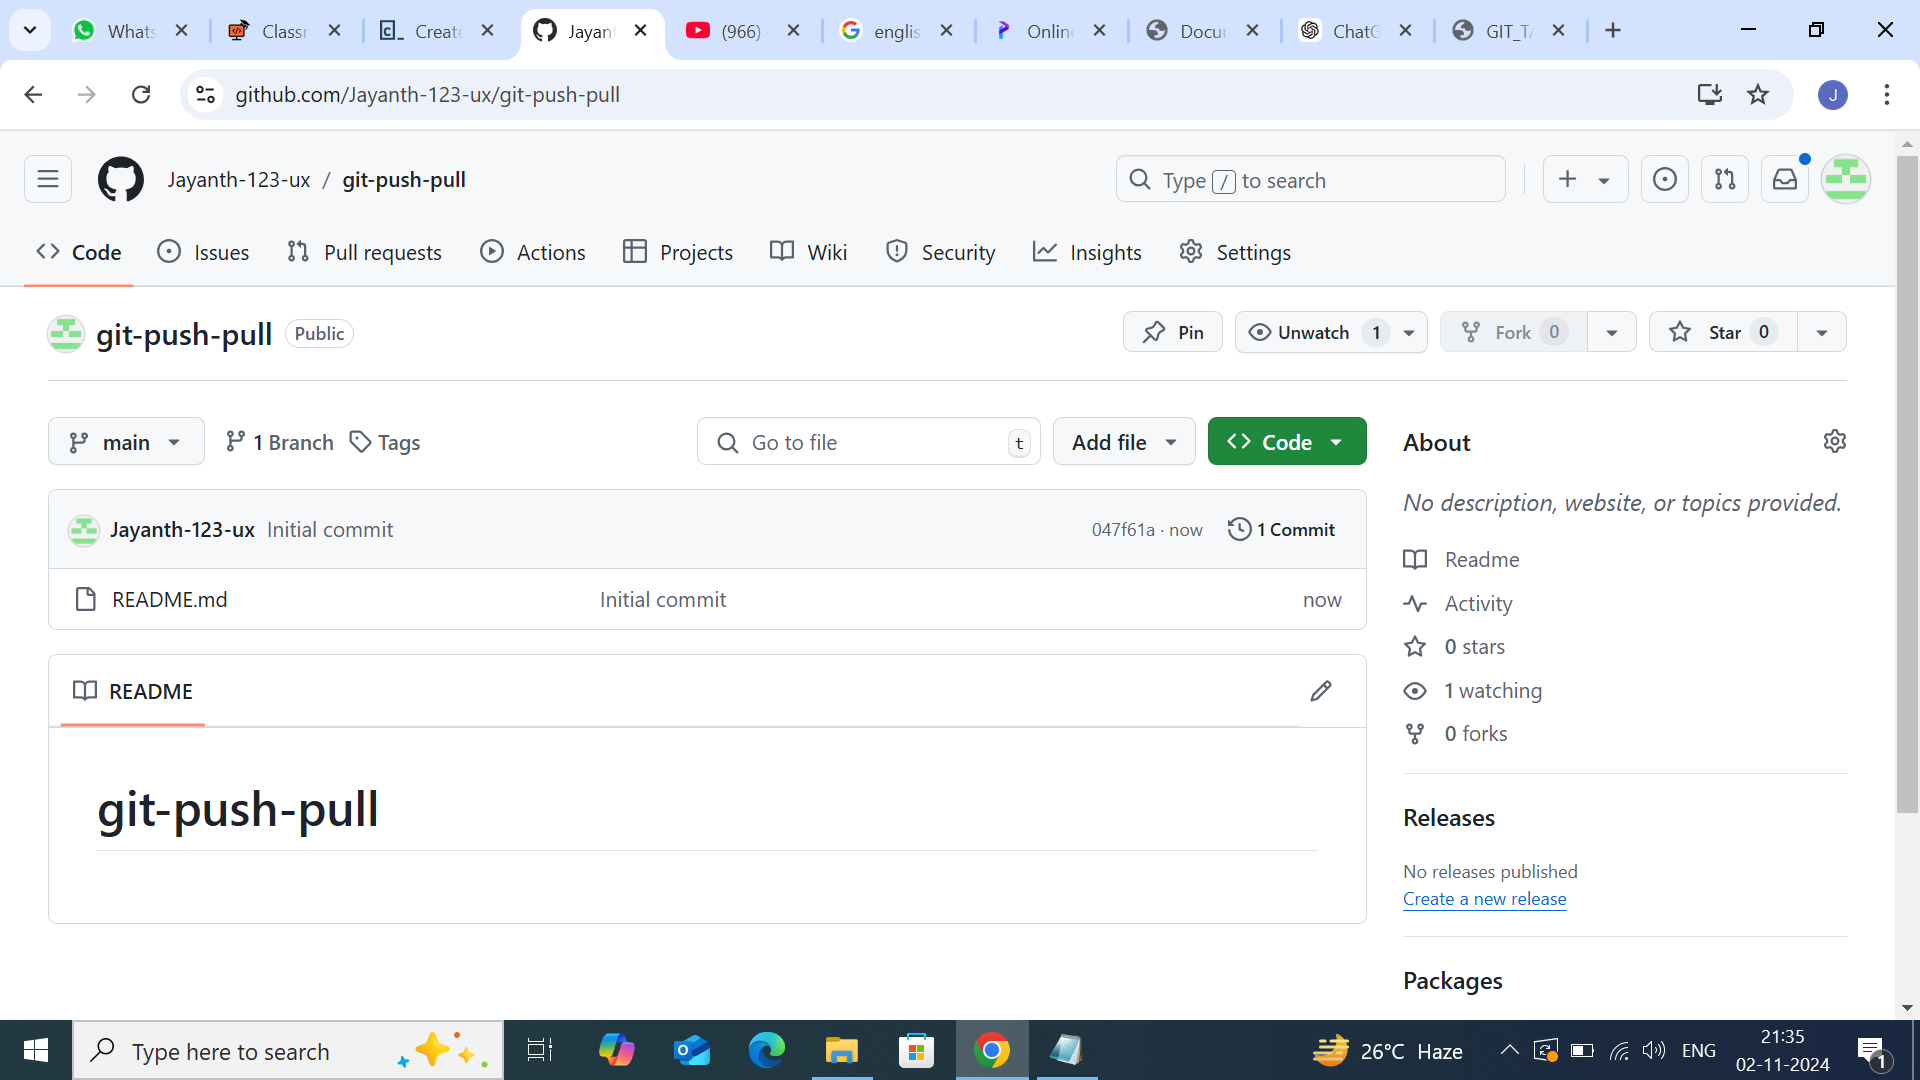 Whats
Classr
Create
Jayant
(966)
englis
Online
Docum
ChatG
GIT_TA
github.com/Jayanth-123-ux/git-push-pull
J
Jayanth-123-ux / git-push-pull
Type / to search
Code
Issues
Pull requests
Actions
Projects
Wiki
Security
Insights
Settings
git-push-pull Public
Pin
Unwatch 1
Fork 0
Star 0
main
1 Branch
Tags
Go to file t
Add file
Code
Jayanth-123-ux Initial commit 047f61a · now 1 Commit
README.md Initial commit now
README
git-push-pull
About
No description, website, or topics provided.
Readme
Activity
0 stars
1 watching
0 forks
Releases
No releases published
Create a new release
Packages
Type here to search
26°C Haze
ENG
21:35
02-11-2024
1